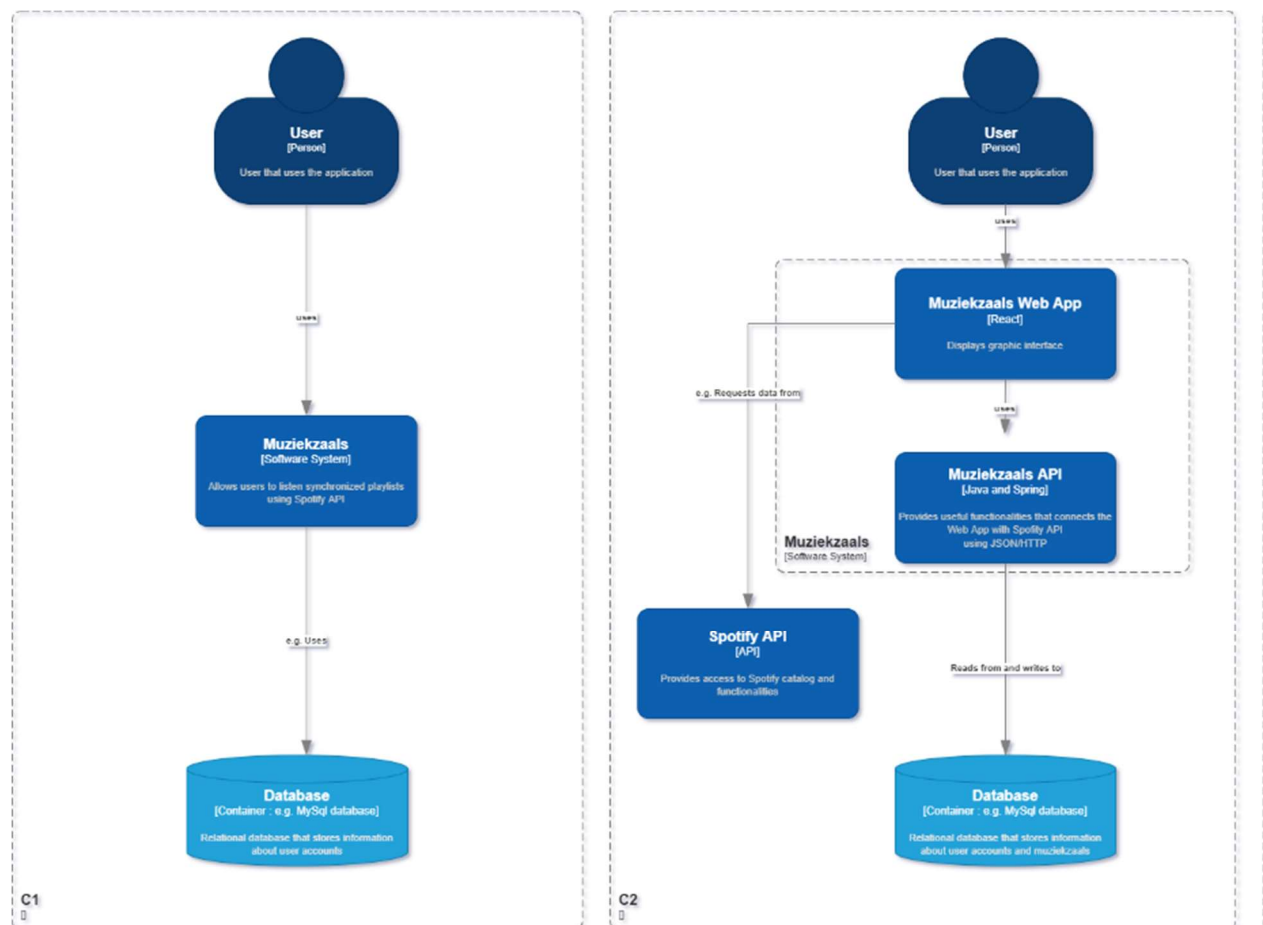 User
[Person]
User that uses the application
uses
Muziekzaals
[Software System]
Allows users to listen synchronized playlists
using Spotify API
e.g. Uses
Database
[Container : e.g. MySql database]
Relational database that stores information
about user accounts
C1
User
[Person]
User that uses the application
uses
Muziekzaals Web App
[React]
Displays graphic interface
e.g. Requests data from
uses
Muziekzaals API
[Java and Spring]
Provides useful functionalities that connects the
Web App with Spotify API
using JSON/HTTP
Muziekzaals
[Software System]
Spotify API
[API]
Provides access to Spotify catalog and
functionalities
Reads from and writes to
Database
[Container : e.g. MySql database]
Relational database that stores information
about user accounts and muziekzaals
C2